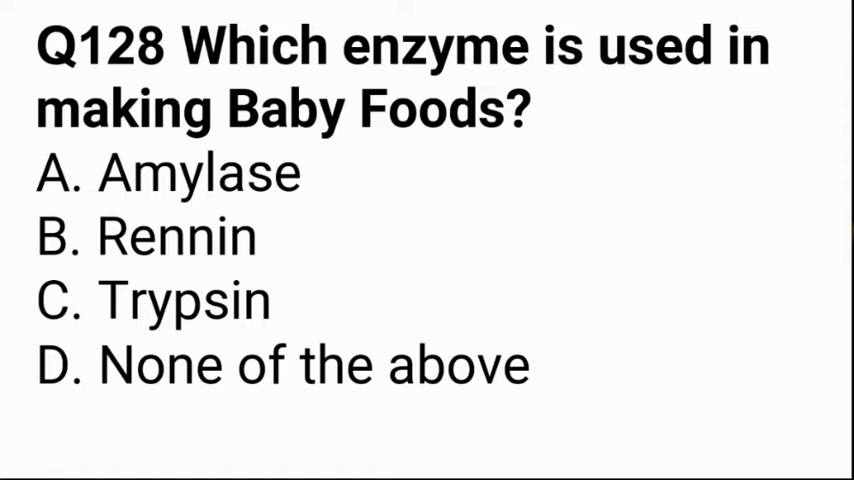 Q128 Which enzyme is used in
making Baby Foods?
A. Amylase
B. Rennin
C. Trypsin
D. None of the above